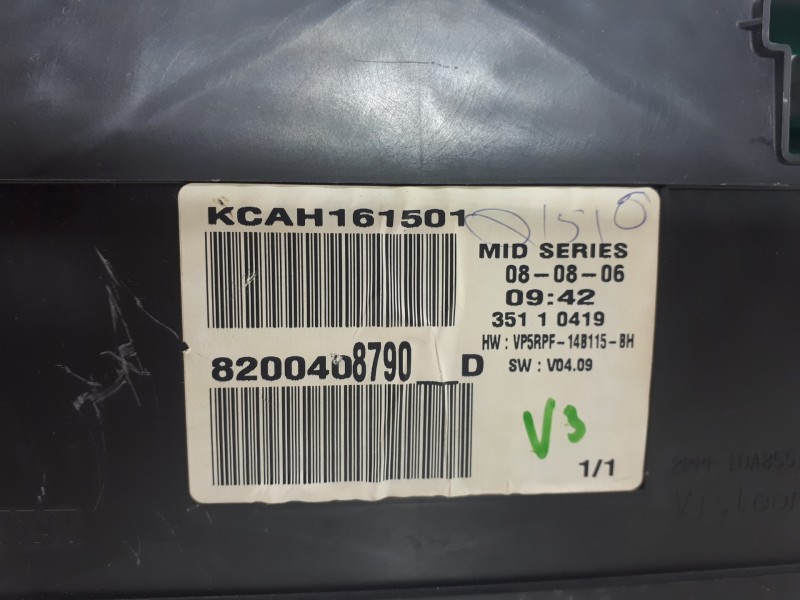 KCAH161501
MID SERIES
08-08-06
09:42
351 1 0419
HW : VP5RPF-14B115-BH
8200408790 D
SW : V04.09
V3
1/1